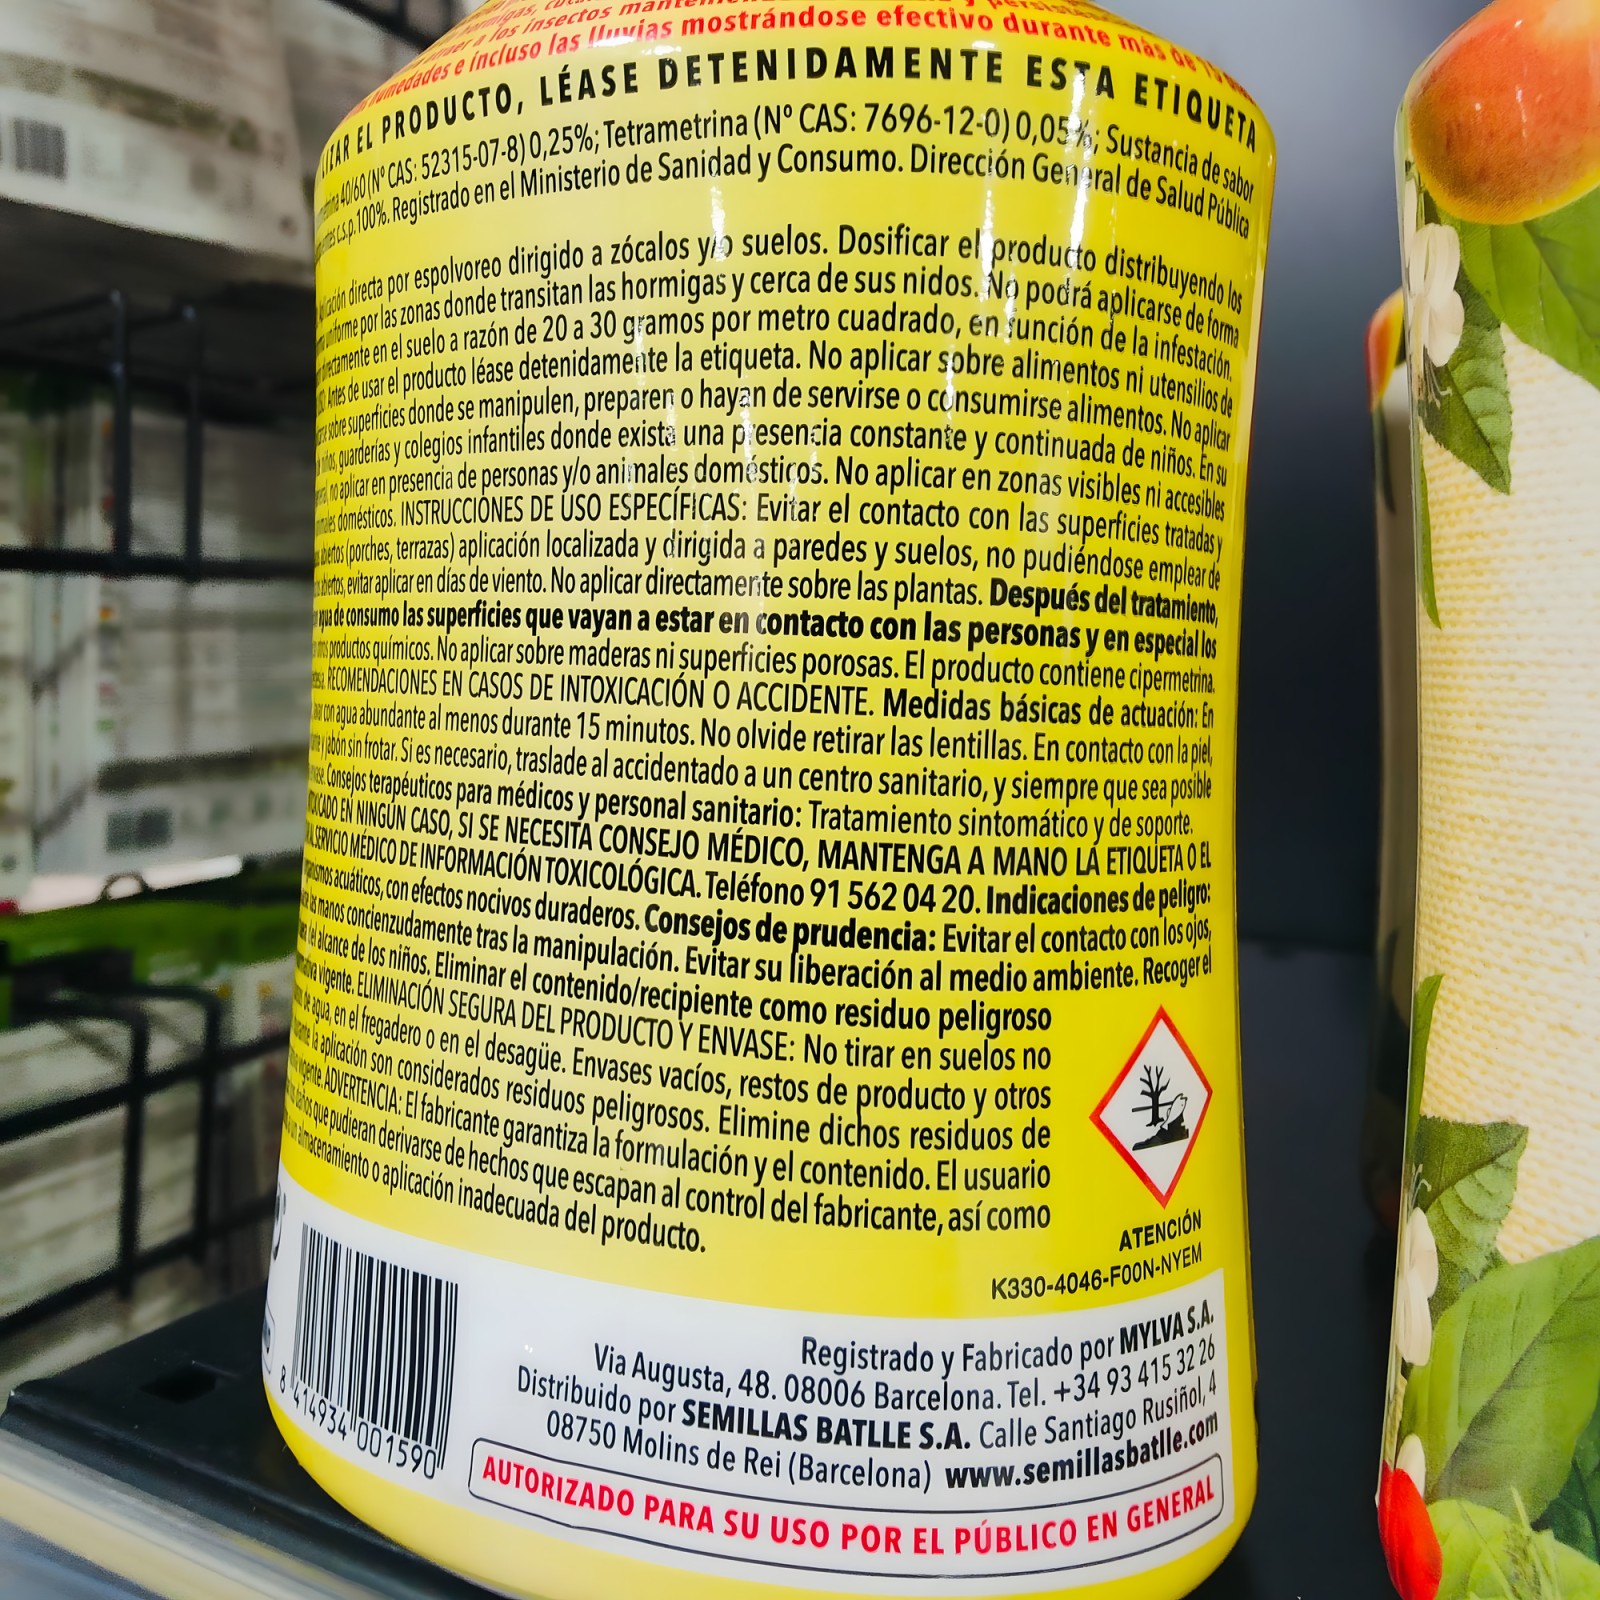 hormigas,
a los insectos
humedades e incluso las lluvias mostrándose efectivo durante más de
EL PRODUCTO, LÉASE DETENIDAMENTE ESTA ETIQUETA
40/60 (Nº CAS: 52315-07-8) 0,25%; Tetrametrina (Nº CAS: 7696-12-0) 0,05%; Sustancia de sabor
c.s.p. 100%. Registrado en el Ministerio de Sanidad y Consumo. Dirección General de Salud Pública
directa por espolvoreo dirigido a zócalos y/o suelos. Dosificar el producto distribuyendo los
uniforme por las zonas donde transitan las hormigas y cerca de sus nidos. No podrá aplicarse de forma
en el suelo a razón de 20 a 30 gramos por metro cuadrado, en función de la infestación.
Antes de usar el producto léase detenidamente la etiqueta. No aplicar sobre alimentos ni utensilios de
sobre superficies donde se manipulen, preparen o hayan de servirse o consumirse alimentos. No aplicar
niños, guarderías y colegios infantiles donde exista una presencia constante y continuada de niños. En su
no aplicar en presencia de personas y/o animales domésticos. No aplicar en zonas visibles ni accesibles
domésticos. INSTRUCCIONES DE USO ESPECÍFICAS: Evitar el contacto con las superficies tratadas y
abiertos (porches, terrazas) aplicación localizada y dirigida a paredes y suelos, no pudiéndose emplear de
abiertos, evitar aplicar en días de viento. No aplicar directamente sobre las plantas. Después del tratamiento,
agua de consumo las superficies que vayan a estar en contacto con las personas y en especial los
productos químicos. No aplicar sobre maderas ni superficies porosas. El producto contiene cipermetrina.
RECOMENDACIONES EN CASOS DE INTOXICACIÓN O ACCIDENTE. Medidas básicas de actuación: En
con agua abundante al menos durante 15 minutos. No olvide retirar las lentillas. En contacto con la piel,
y jabón sin frotar. Si es necesario, traslade al accidentado a un centro sanitario, y siempre que sea posible
Consejos terapéuticos para médicos y personal sanitario: Tratamiento sintomático y de soporte.
EN NINGÚN CASO, SI SE NECESITA CONSEJO MÉDICO, MANTENGA A MANO LA ETIQUETA O EL
SERVICIO MÉDICO DE INFORMACIÓN TOXICOLÓGICA. Teléfono 91 562 04 20. Indicaciones de peligro:
acuáticos, con efectos nocivos duraderos. Consejos de prudencia: Evitar el contacto con los ojos,
las manos concienzudamente tras la manipulación. Evitar su liberación al medio ambiente. Recoger el
del alcance de los niños. Eliminar el contenido/recipiente como residuo peligroso
vigente. ELIMINACIÓN SEGURA DEL PRODUCTO Y ENVASE: No tirar en suelos no
de agua, en el fregadero o en el desagüe. Envases vacíos, restos de producto y otros
la aplicación son considerados residuos peligrosos. Elimine dichos residuos de
vigente. ADVERTENCIA: El fabricante garantiza la formulación y el contenido. El usuario
daños que pudieran derivarse de hechos que escapan al control del fabricante, así como
almacenamiento o aplicación inadecuada del producto.
ATENCIÓN
K330-4046-F00N-NYEM
8 414934 001590
Registrado y Fabricado por MYLVA S.A.
Via Augusta, 48. 08006 Barcelona. Tel. +34 93 415 32 26
Distribuido por SEMILLAS BATLLE S.A. Calle Santiago Rusiñol, 4
08750 Molins de Rei (Barcelona) www.semillasbatlle.com
AUTORIZADO PARA SU USO POR EL PÚBLICO EN GENERAL